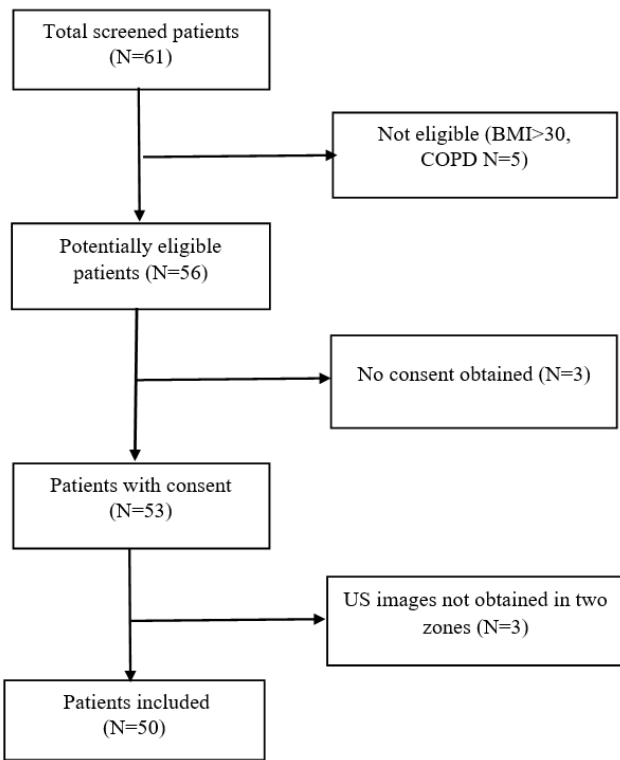 Total screened patients
(N=61)
Not eligible (BMI>30,
COPD N=5)
Potentially eligible
patients (N=56)
No consent obtained (N=3)
Patients with consent
(N=53)
US images not obtained in two
zones (N=3)
Patients included
(N=50)